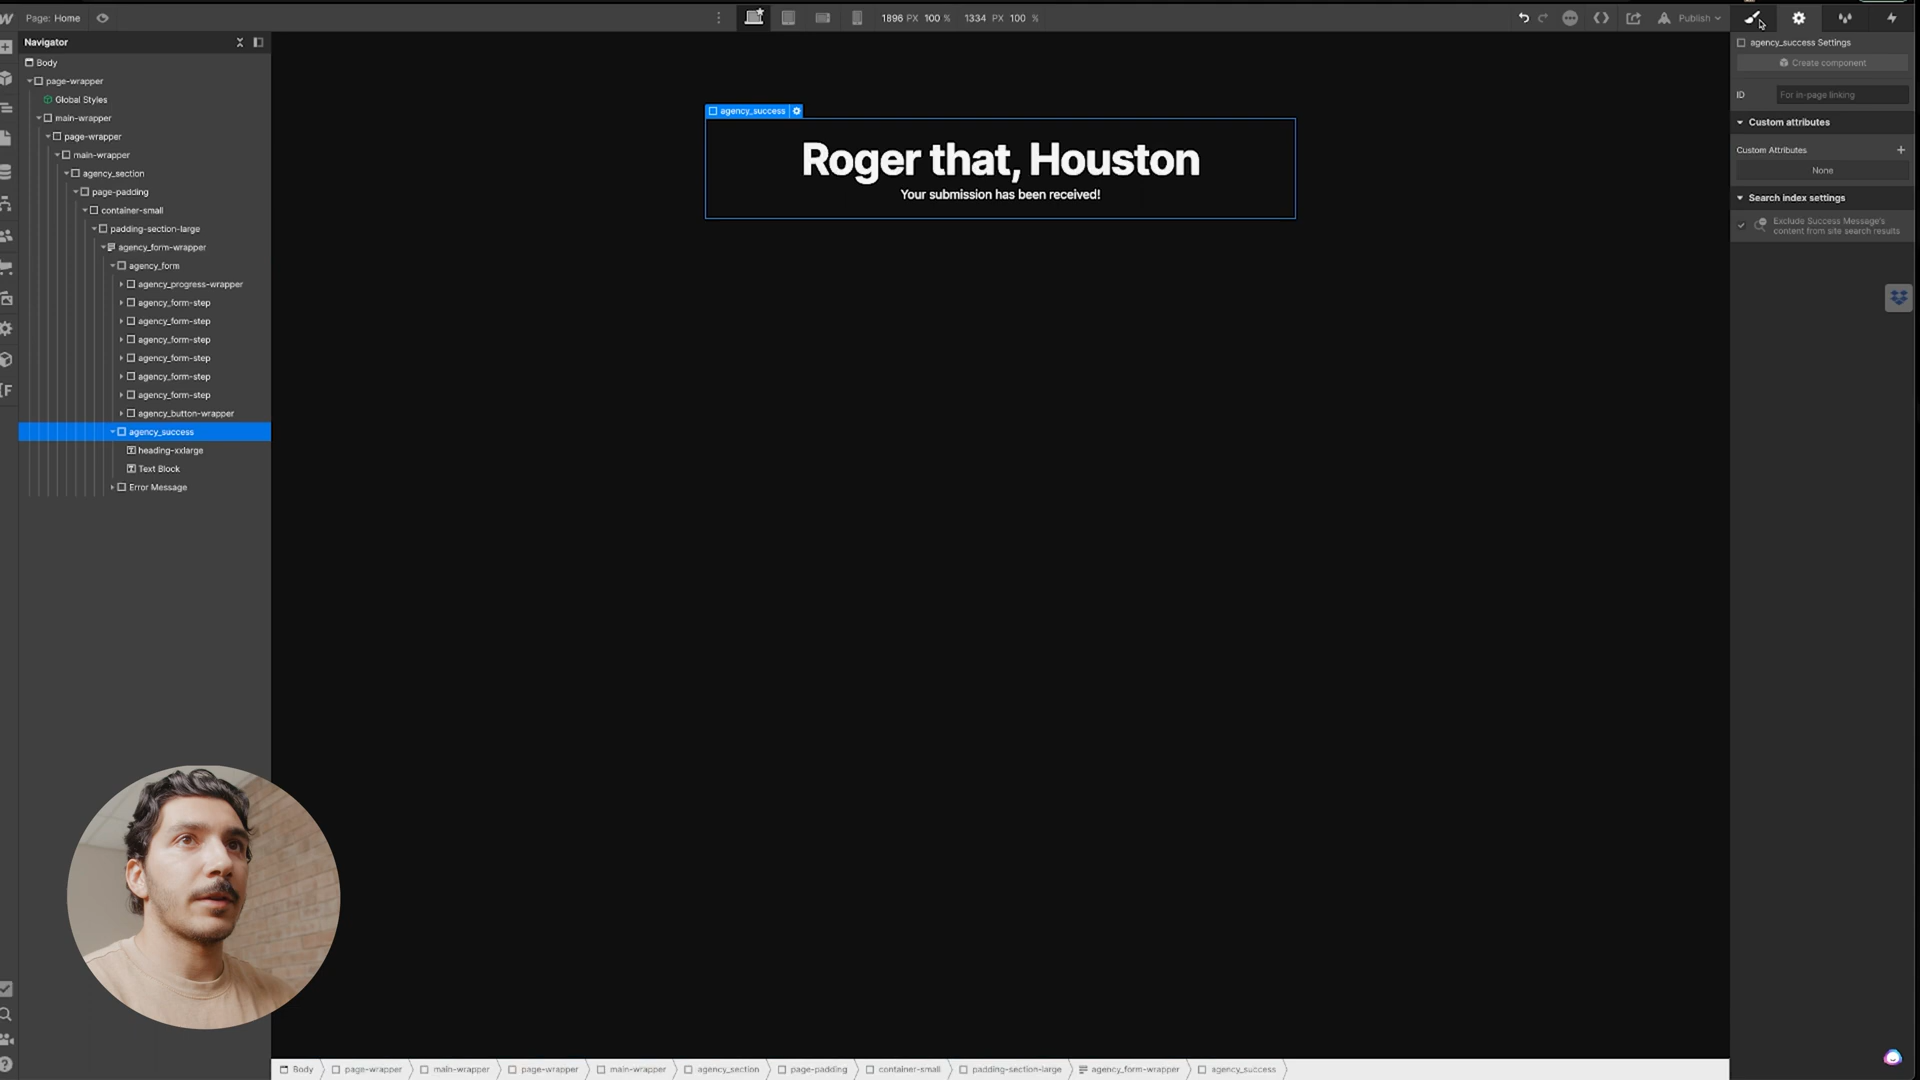 Page: Home
1896 PX 100 %
1334 PX 100 %
Publish
Navigator
Body
page-wrapper
Global Styles
main-wrapper
page-wrapper
main-wrapper
agency_section
page-padding
container-small
padding-section-large
agency_form-wrapper
agency_form
agency_progress-wrapper
agency_form-step
agency_form-step
agency_form-step
agency_form-step
agency_form-step
agency_form-step
agency_button-wrapper
agency_success
heading-xxlarge
Text Block
Error Message
agency_success
Roger that, Houston
Your submission has been received!
agency_success Settings
Create component
ID
For in-page linking
Custom attributes
Custom Attributes
None
Search index settings
Exclude Success Message's
content from site search results
Body
page-wrapper
main-wrapper
page-wrapper
main-wrapper
agency_section
page-padding
container-small
padding-section-large
agency_form-wrapper
agency_success